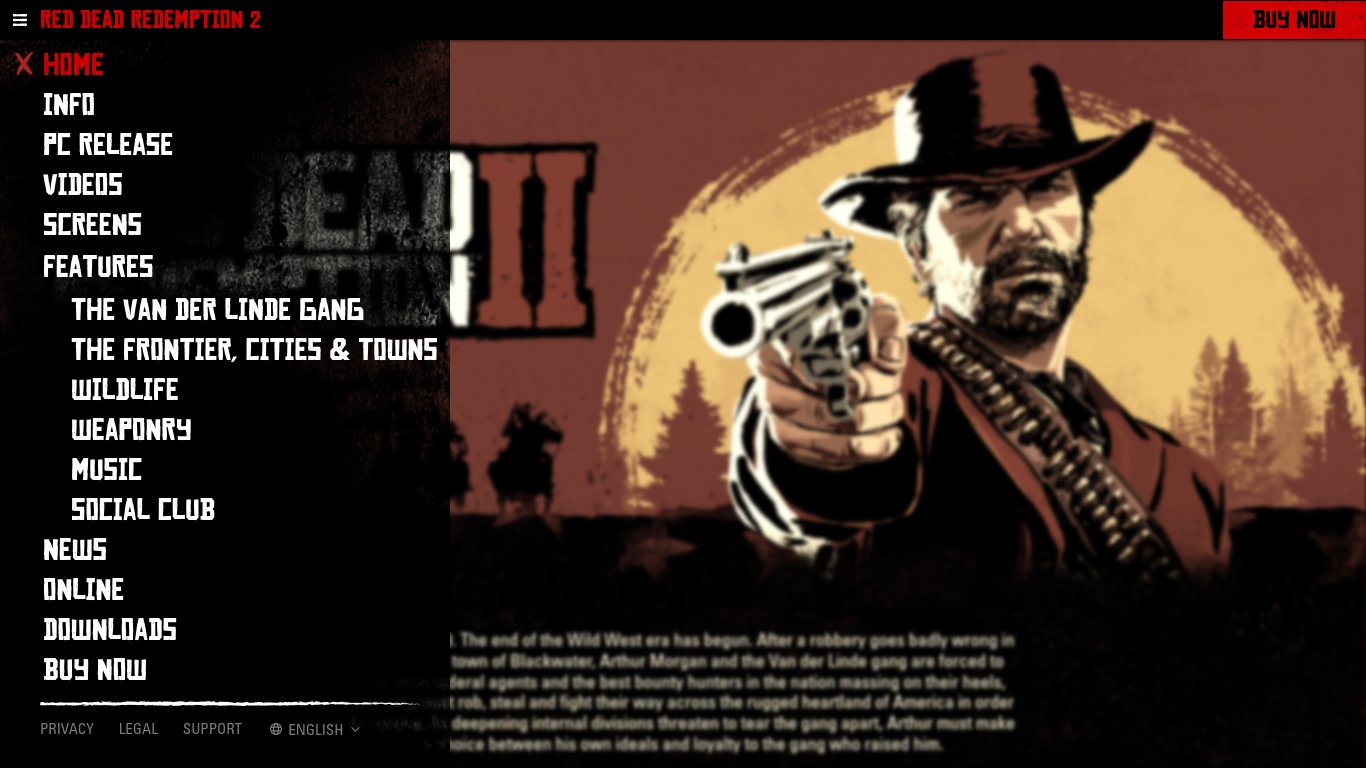 RED DEAD REDEMPTION 2
BUY NOW
HOME
INFO
PC RELEASE
VIDEOS
SCREENS
FEATURES
THE VAN DER LINDE GANG
THE FRONTIER, CITIES & TOWNS
WILDLIFE
WEAPONRY
MUSIC
SOCIAL CLUB
NEWS
ONLINE
DOWNLOADS
BUY NOW
PRIVACY LEGAL SUPPORT ENGLISH
DEAD II
. The end of the Wild West era has begun. After a robbery goes badly wrong in
town of Blackwater, Arthur Morgan and the Van der Linde gang are forced to
agents and the best bounty hunters in the nation massing on their heels,
rob, steal and fight their way across the rugged heartland of America in order
deepening internal divisions threaten to tear the gang apart, Arthur must make
between his own ideals and loyalty to the gang who raised him.